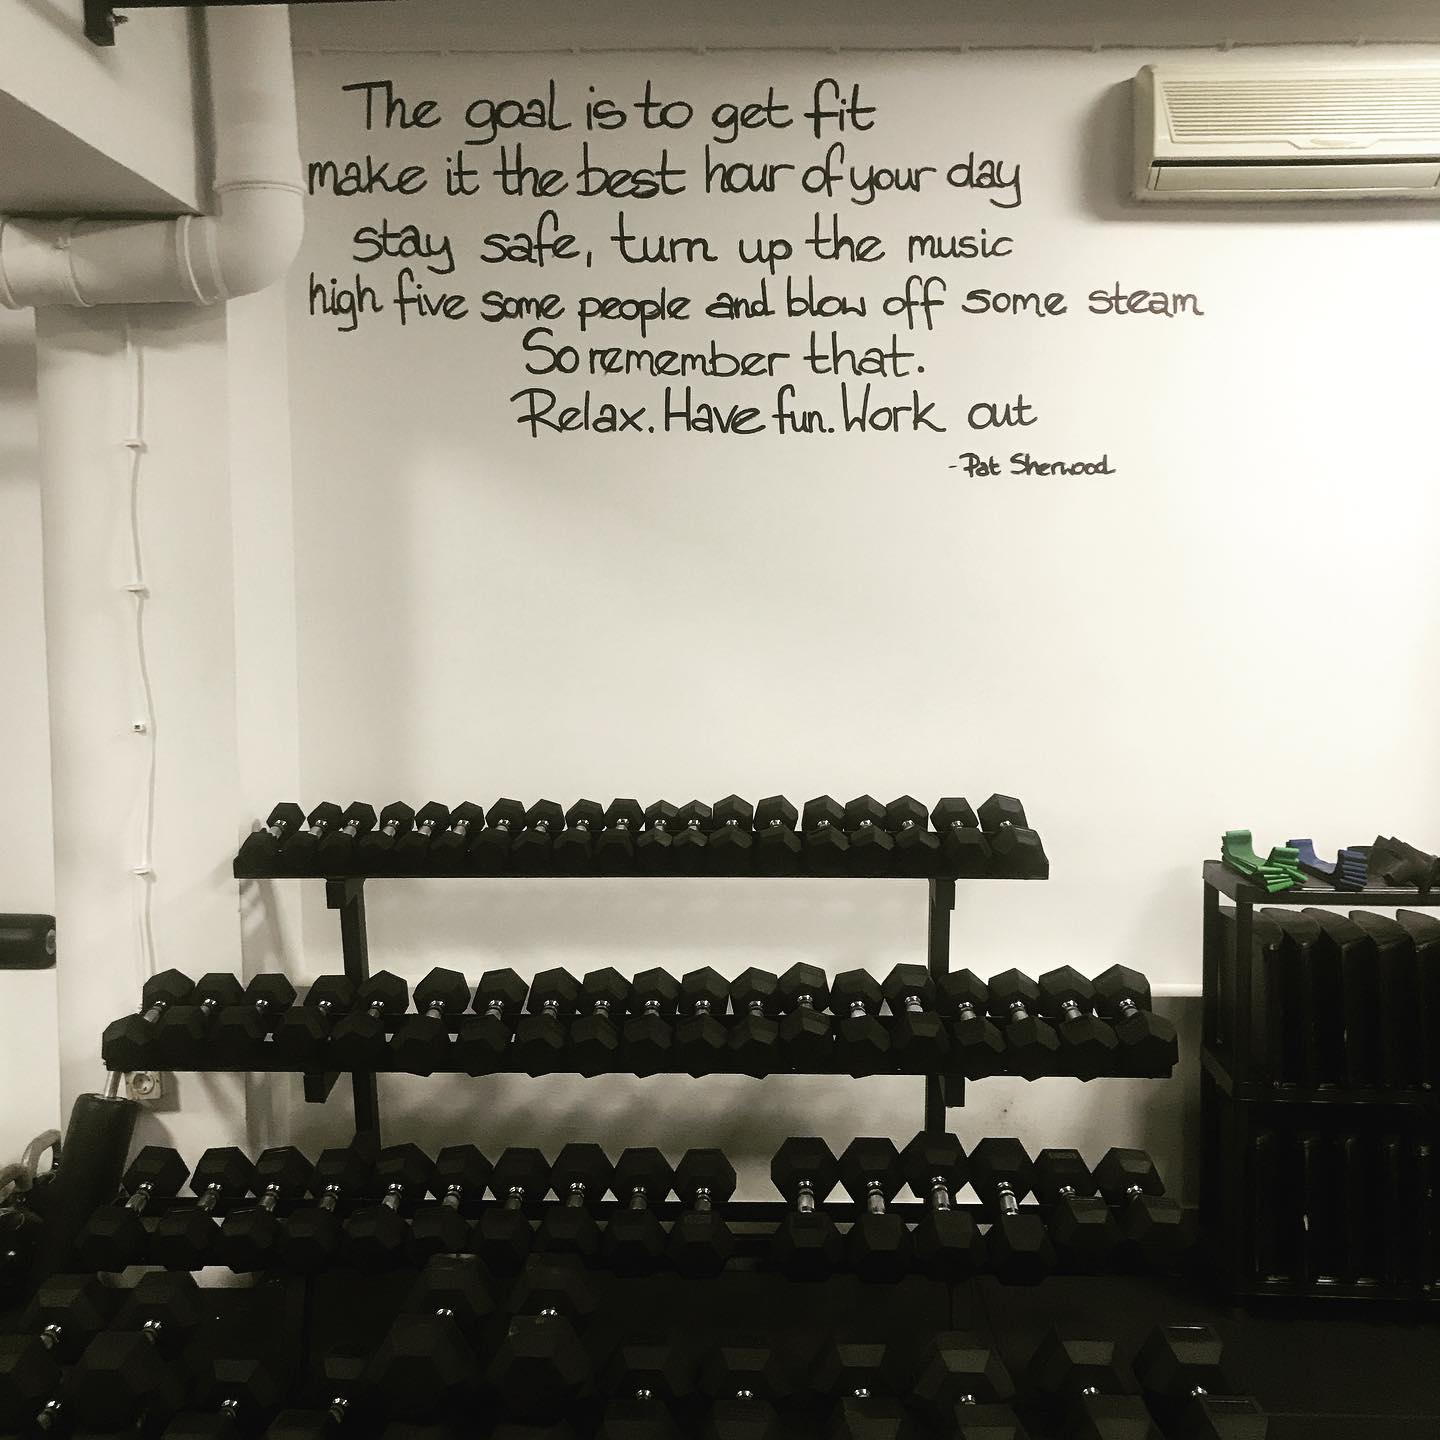 The goal is to get fit
make it the best hour of your day
stay safe, turn up the music
high five some people and blow off some steam
So remember that.
Relax. Have fun. Work out
- Pat Sherwood